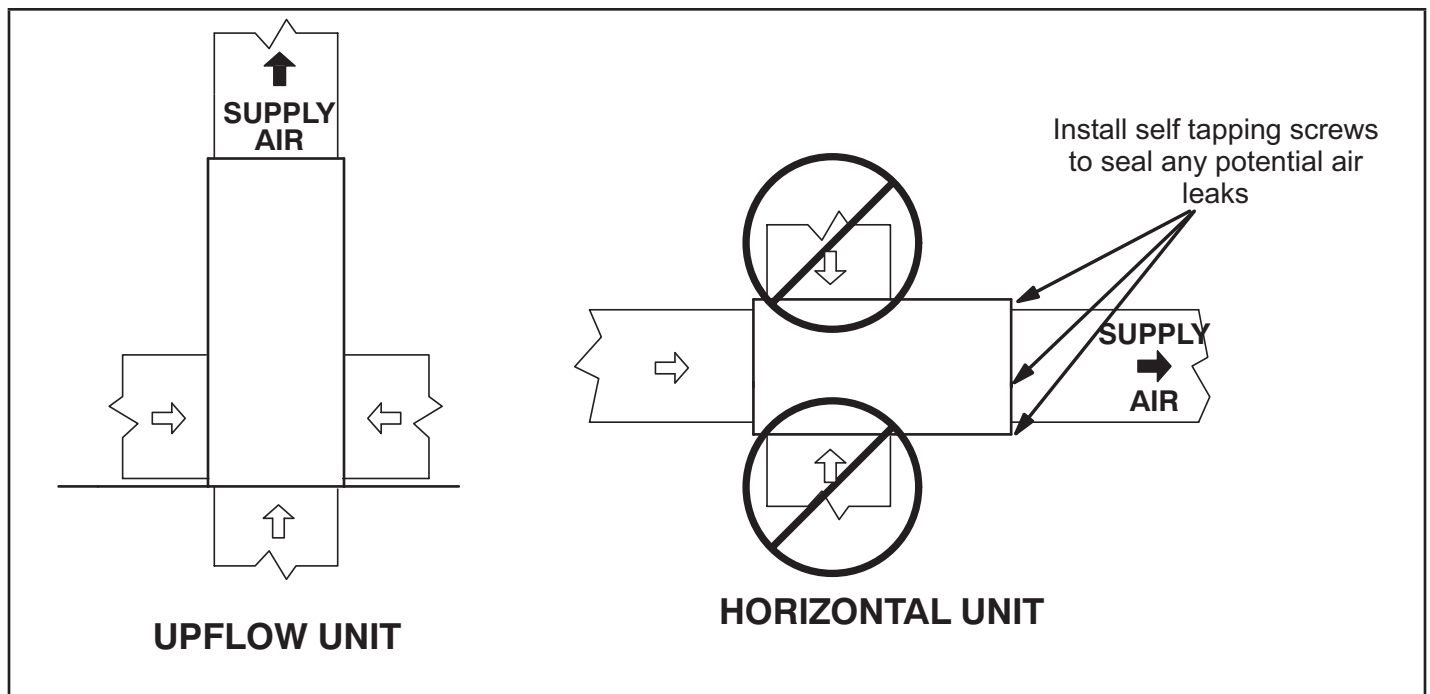 SUPPLY
AIR
UPFLOW UNIT
Install self tapping screws
to seal any potential air
leaks
SUPPLY
AIR
HORIZONTAL UNIT